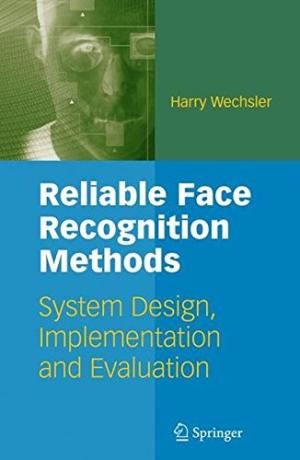 Harry Wechsler
Reliable Face
Recognition
Methods
System Design,
Implementation
and Evaluation
Springer